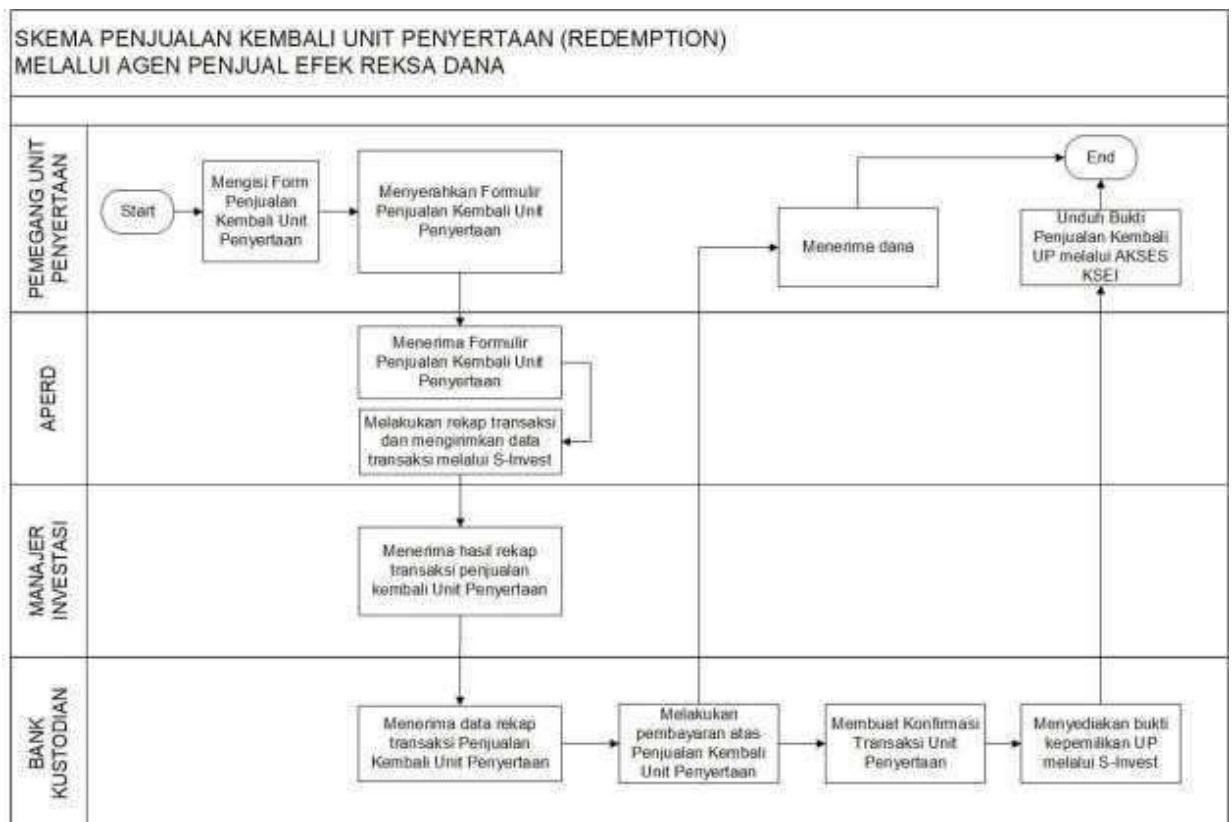 SKEMA PENJUALAN KEMBALI UNIT PENYERTAAN (REDEMPTION)
MELALUI AGEN PENJUAL EFEK REKSA DANA
PEMEGANG UNIT
PENYERTAAN
Start
Mengisi Form
Penjualan
Kembali Unit
Penyertaan
Menyerahkan Formulir
Penjualan Kembali Unit
Penyertaan
Menerima dana
End
Unduh Bukti
Penjualan Kembali
UP melalui AKSES
KSEI
APERD
Menerima Formulir
Penjualan Kembali Unit
Penyertaan
Melakukan rekap transaksi
dan mengirimkan data
transaksi melalui S-Invest
MANAJER
INVESTASI
Menerima hasil rekap
transaksi penjualan
kembali Unit Penyertaan
BANK
KUSTODIAN
Menerima data rekap
transaksi Penjualan
Kembali Unit Penyertaan
Melakukan
pembayaran atas
Penjualan Kembali
Unit Penyertaan
Membuat Konfirmasi
Transaksi Unit
Penyertaan
Menyediakan bukti
kepemilikan UP
melalui S-Invest